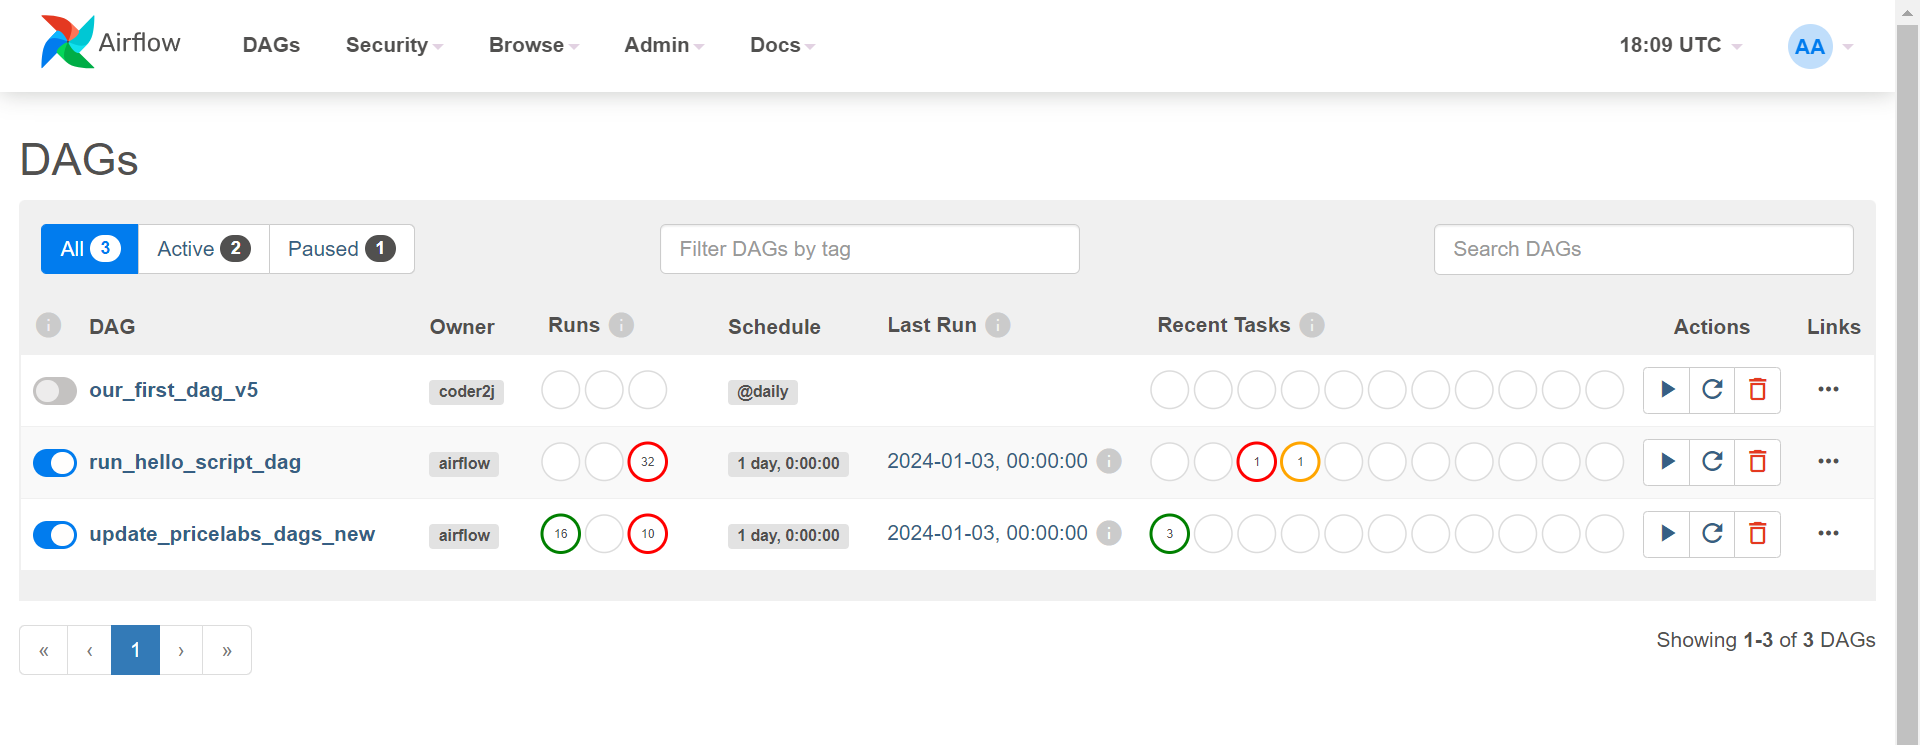 Airflow DAGs Security Browse Admin Docs 18:09 UTC AA
DAGs
All 3 Active 2 Paused 1 Filter DAGs by tag Search DAGs
i DAG Owner Runs i Schedule Last Run i Recent Tasks i Actions Links
our_first_dag_v5 coder2j @daily
run_hello_script_dag airflow 32 1 day, 0:00:00 2024-01-03, 00:00:00 i 1 1
update_pricelabs_dags_new airflow 16 10 1 day, 0:00:00 2024-01-03, 00:00:00 i 3
« ‹ 1 › » Showing 1-3 of 3 DAGs